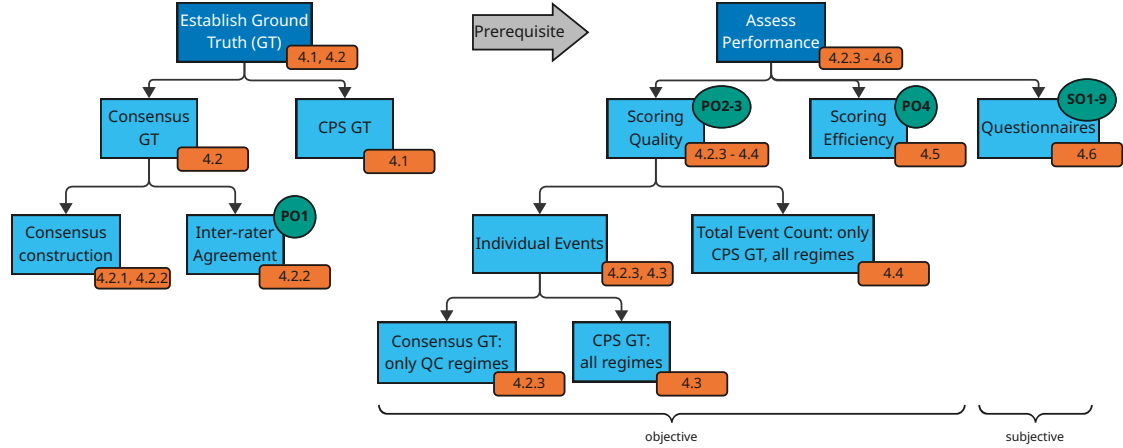 Establish Ground
Truth (GT)
4.1, 4.2
Prerequisite
Assess
Performance
4.2.3 - 4.6
Consensus
GT
4.2
CPS GT
4.1
Scoring
Quality
PO2-3
4.2.3 - 4.4
Scoring
Efficiency
PO4
4.5
Questionnaires
SO1-9
4.6
Consensus
construction
4.2.1, 4.2.2
Inter-rater
Agreement
PO1
4.2.2
Individual Events
4.2.3, 4.3
Total Event Count: only
CPS GT, all regimes
4.4
Consensus GT:
only QC regimes
4.2.3
CPS GT:
all regimes
4.3
objective
subjective